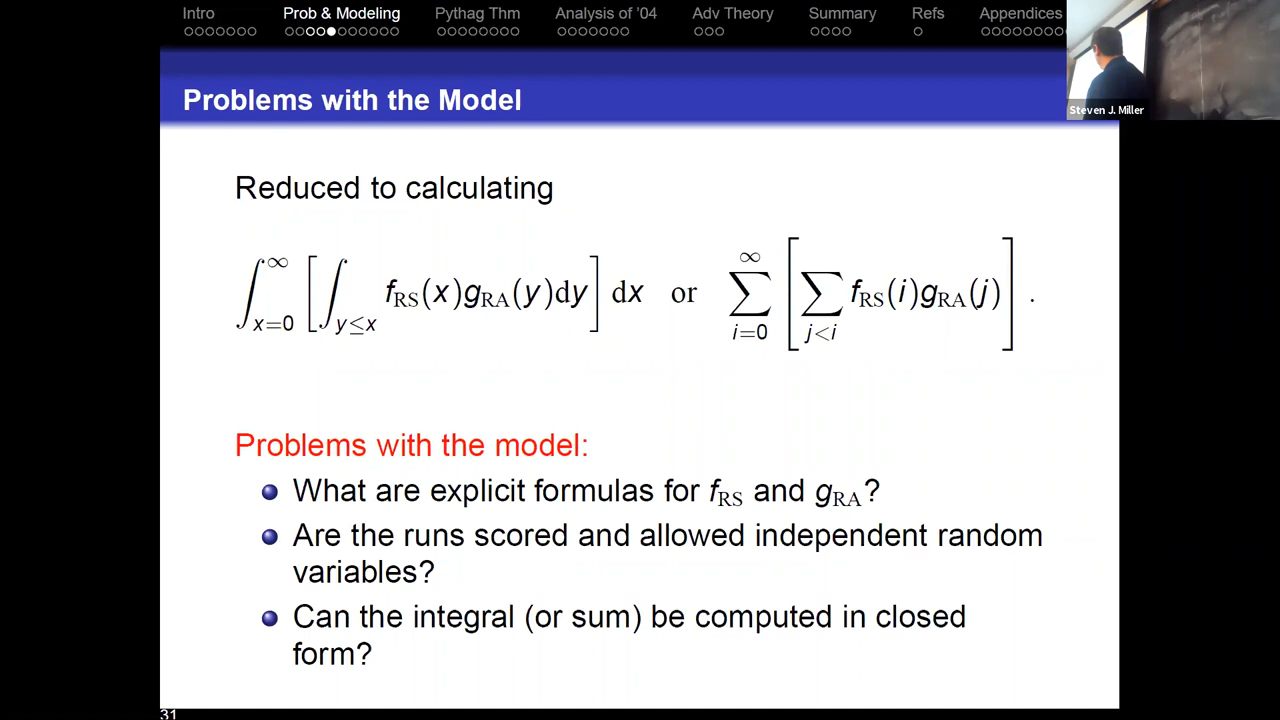 Intro Prob & Modeling Pythag Thm Analysis of '04 Adv Theory Summary Refs Appendices
Steven J. Miller
Problems with the Model
Reduced to calculating
∫_{x=0}^{∞} [∫_{y≤x} f_RS(x)g_RA(y)dy] dx or ∑_{i=0}^{∞} [∑_{j<i} f_RS(i)g_RA(j)] .
Problems with the model:
What are explicit formulas for f_RS and g_RA?
Are the runs scored and allowed independent random
variables?
Can the integral (or sum) be computed in closed
form?
31